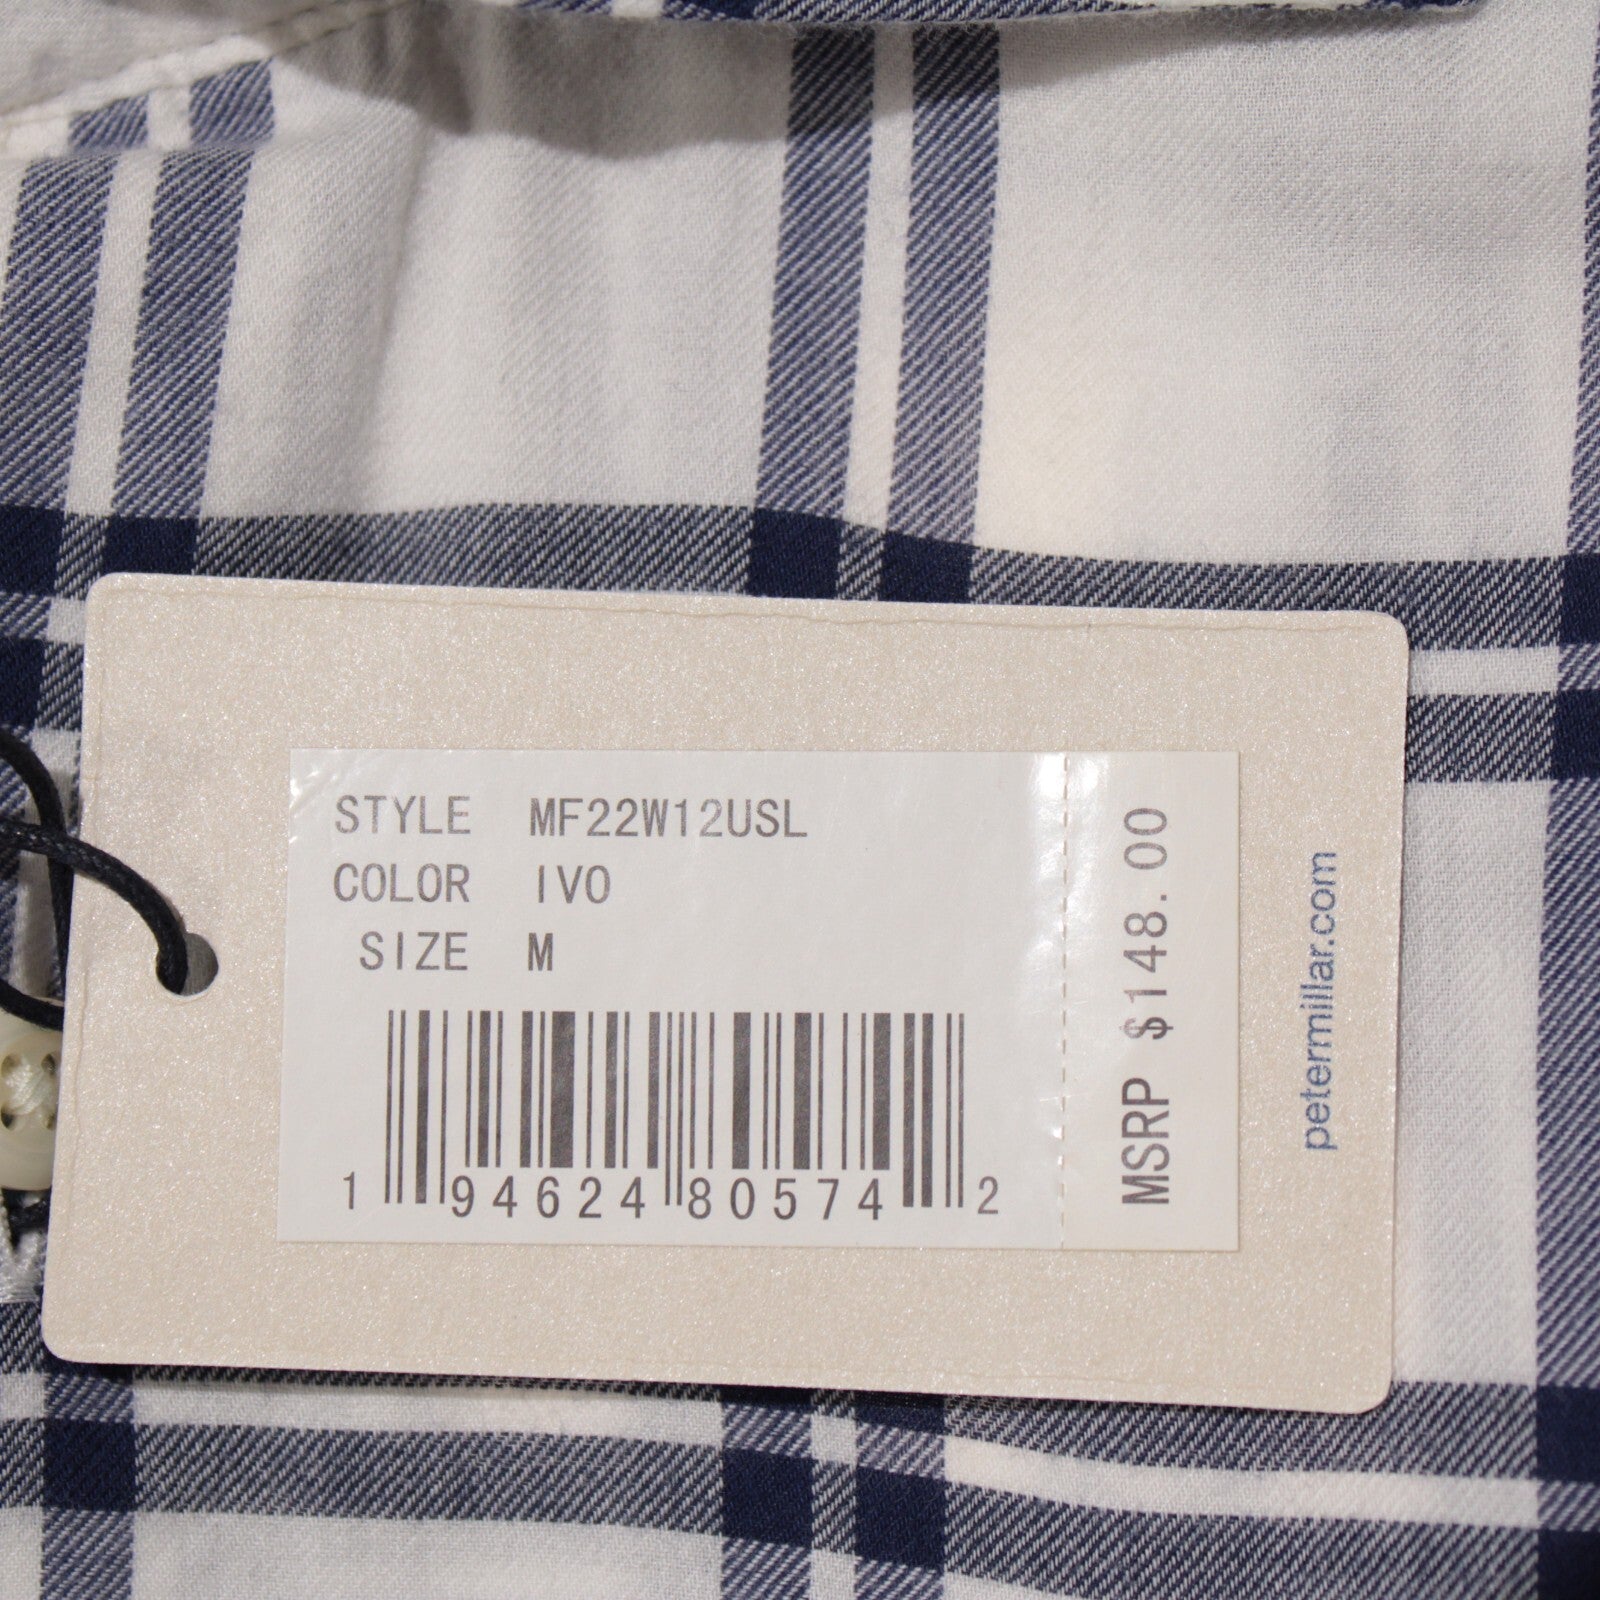 STYLE MF22W12USL
COLOR IVO
SIZE M
1 94624 80574 2
MSRP $148.00
petermillar.com